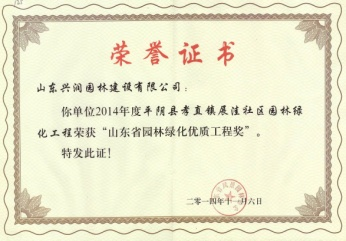 荣誉证书
山东兴润园林建设有限公司：
你单位2014年度平阴县孝直镇展洼社区园林绿
化工程荣获“山东省园林绿化优质工程奖”。
特发此证！
二零一四年十一月六日